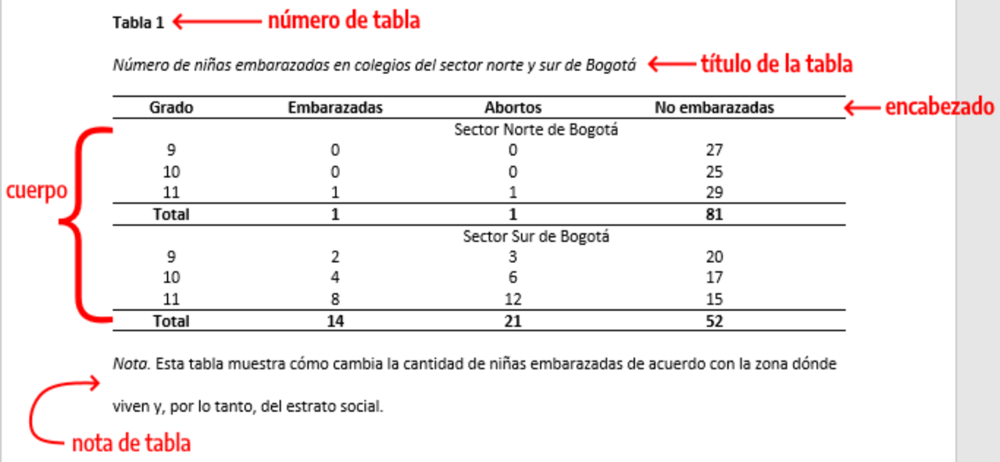 Tabla 1 número de tabla
Número de niñas embarazadas en colegios del sector norte y sur de Bogotá título de la tabla
Grado Embarazadas Abortos No embarazadas encabezado
Sector Norte de Bogotá
9 0 0 27
10 0 0 25
cuerpo 11 1 1 29
Total 1 1 81
Sector Sur de Bogotá
9 2 3 20
10 4 6 17
11 8 12 15
Total 14 21 52
Nota. Esta tabla muestra cómo cambia la cantidad de niñas embarazadas de acuerdo con la zona dónde
viven y, por lo tanto, del estrato social.
nota de tabla